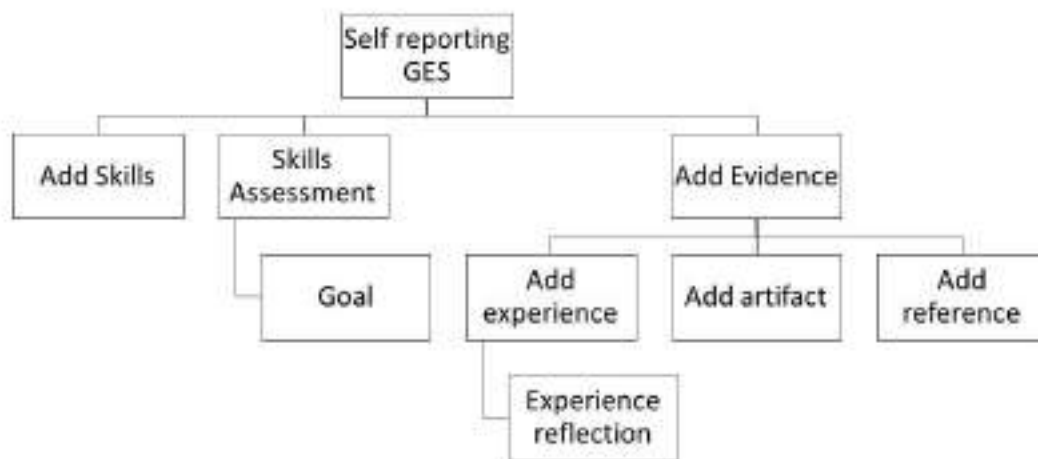 Self reporting
GES
Add Skills
Skills
Assessment
Add Evidence
Goal
Add
experience
Add artifact
Add
reference
Experience
reflection